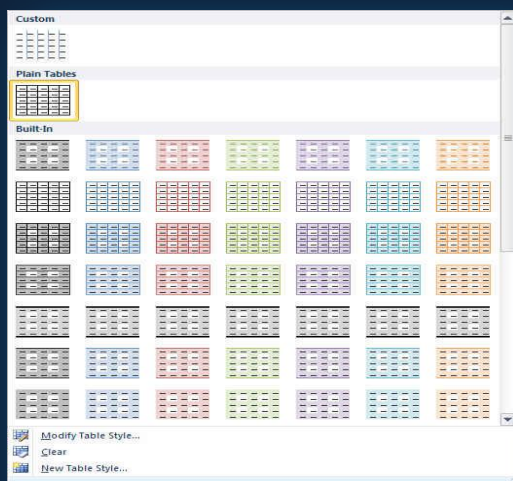 Custom
Plain Tables
Built-In
Modify Table Style...
Clear
New Table Style...